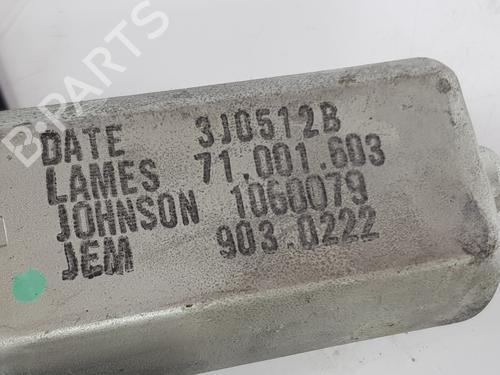 DATE 3J0512B
LAMES 71.001.603
JOHNSON 1060079
JEM 903.0222
B-PARTS